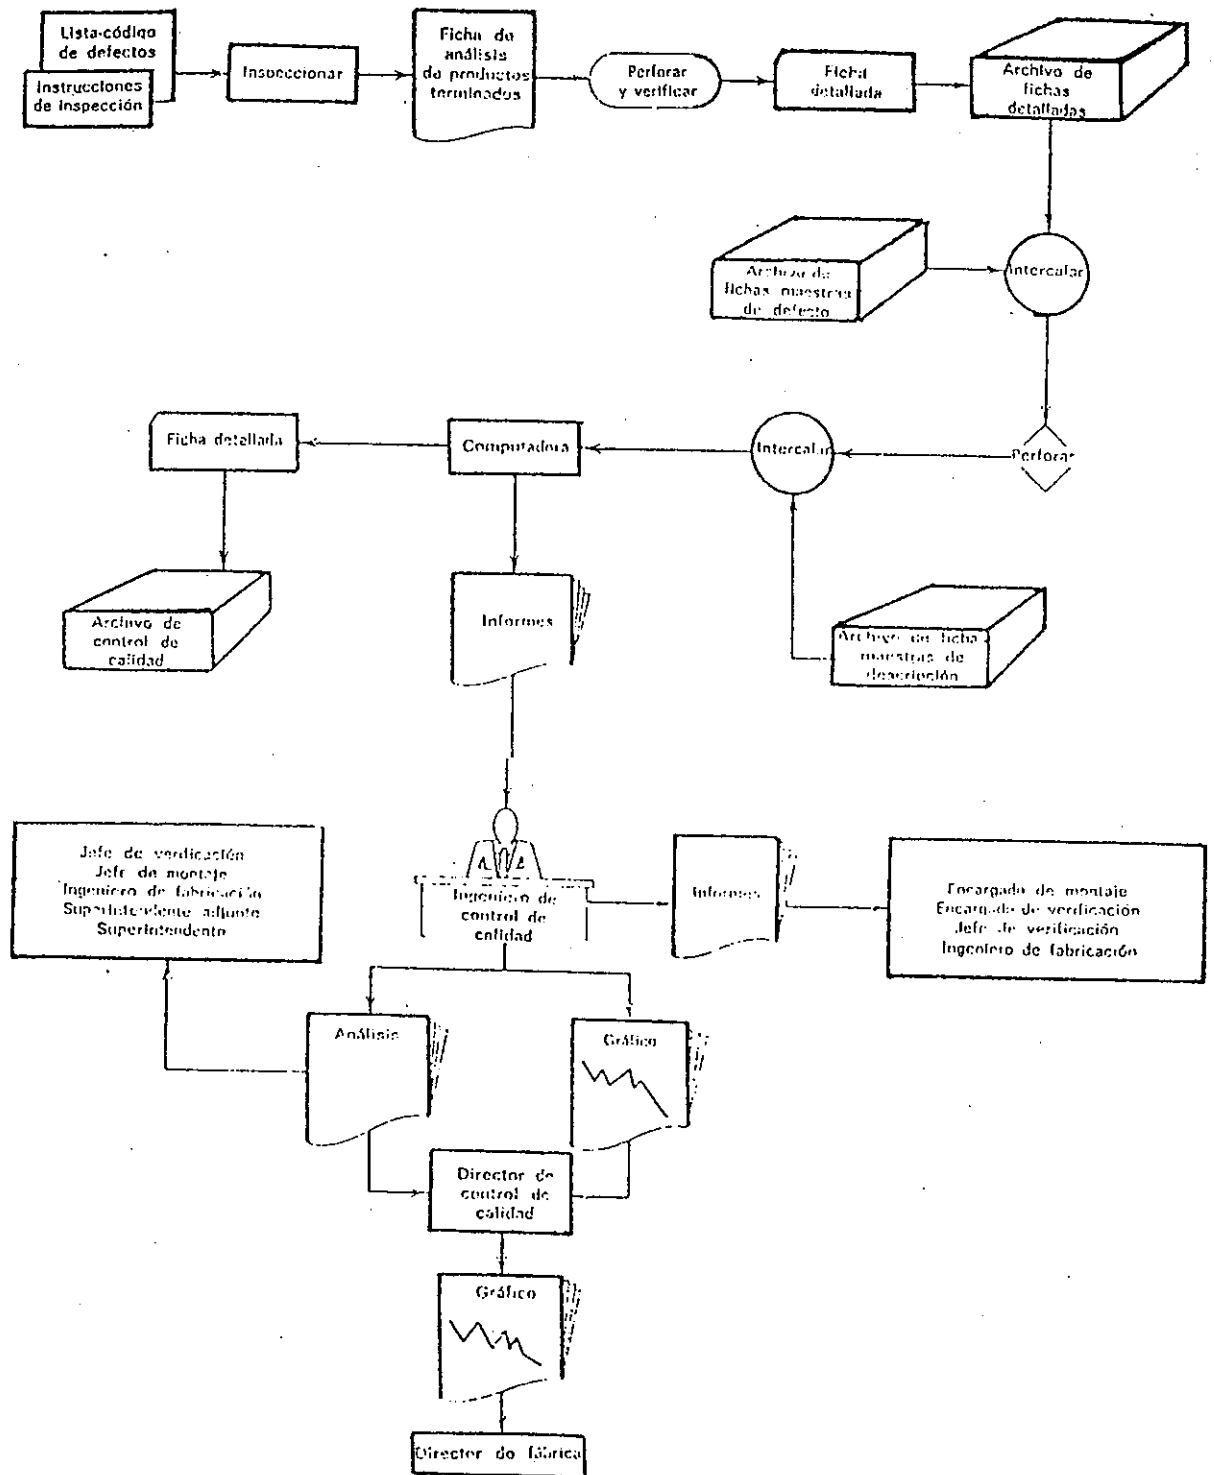 Lista-código
de defectos
Instrucciones
de inspección
Inspeccionar
Ficha de
análisis
de productos
terminados
Perforar
y verificar
Ficha
detallada
Archivo de
fichas
detalladas
Archivo de
fichas maestras
de defecto
Intercalar
Ficha detallada
Computadora
Intercalar
Perforar
Archivo de
control de
calidad
Informes
Archivo de ficha
maestras de
descripción
Jefe de verificación
Jefe de montaje
Ingeniero de fabricación
Superintendente adjunto
Superintendente
Ingeniero de
control de
calidad
Informes
Encargado de montaje
Encargado de verificación
Jefe de verificación
Ingeniero de fabricación
Análisis
Gráfico
Director de
control de
calidad
Gráfico
Director de fábrica